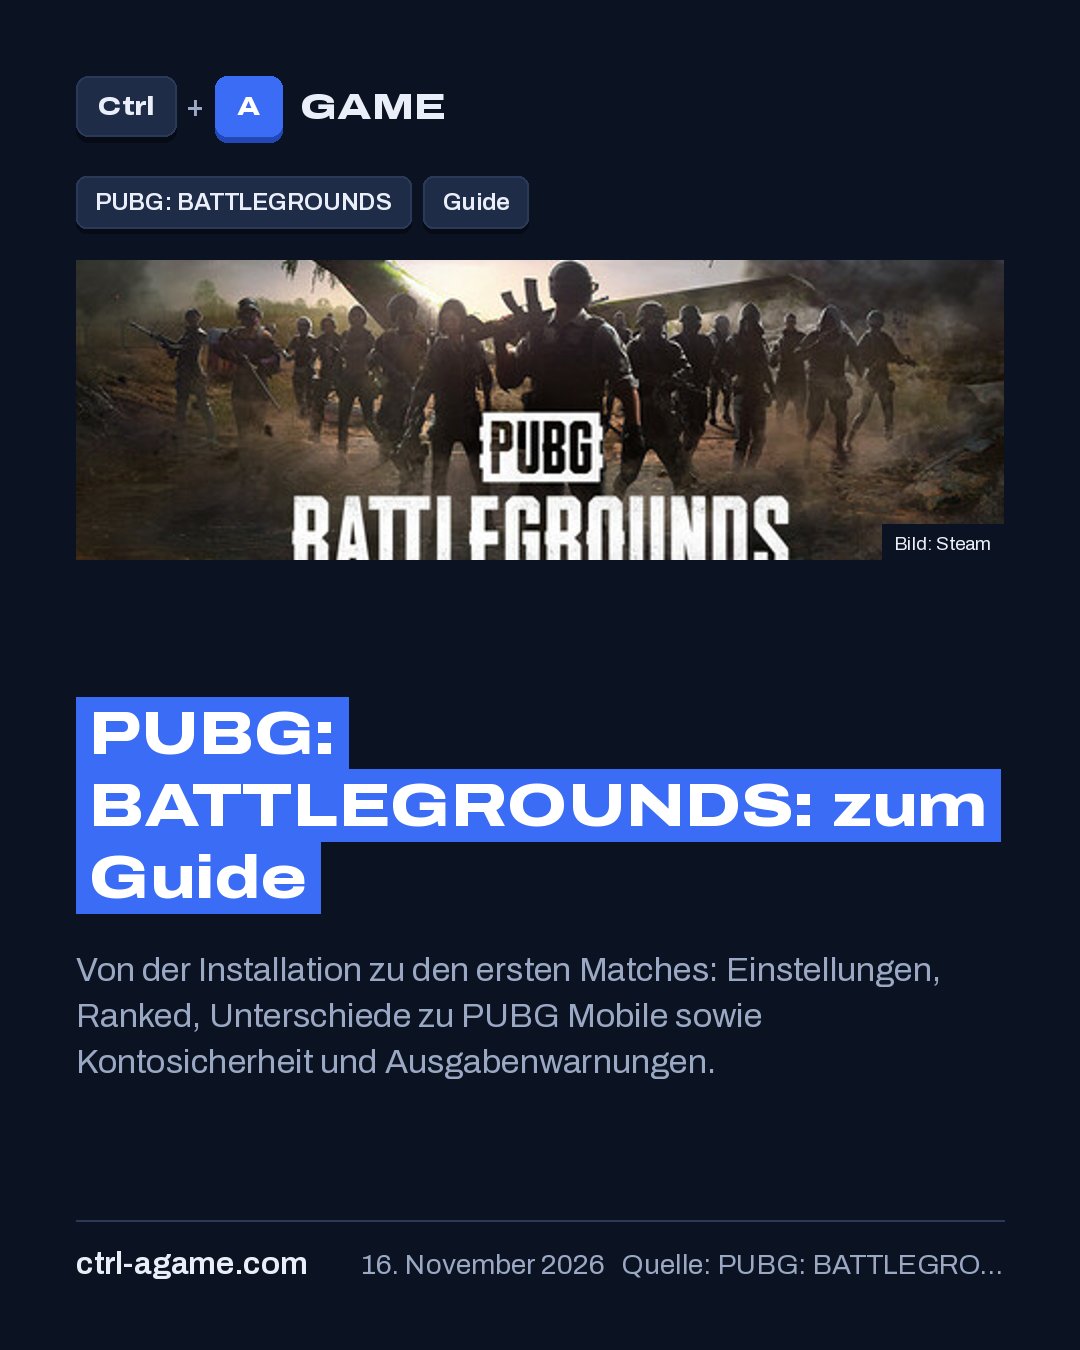 Ctrl + A GAME
PUBG: BATTLEGROUNDS Guide
PUBG
BATTLEGROUNDS
Bild: Steam
PUBG:
BATTLEGROUNDS: zum
Guide
Von der Installation zu den ersten Matches: Einstellungen,
Ranked, Unterschiede zu PUBG Mobile sowie
Kontosicherheit und Ausgabenwarnungen.
ctrl-agame.com 16. November 2026 Quelle: PUBG: BATTLEGRO...